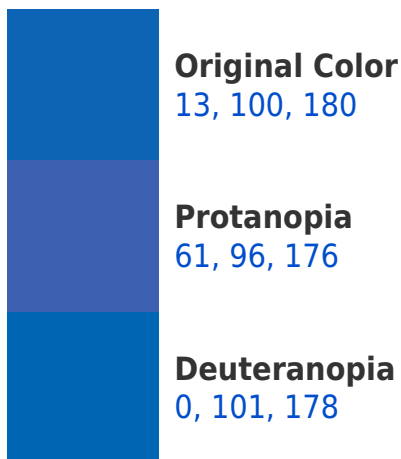 Original Color
13, 100, 180
Protanopia
61, 96, 176
Deuteranopia
0, 101, 178